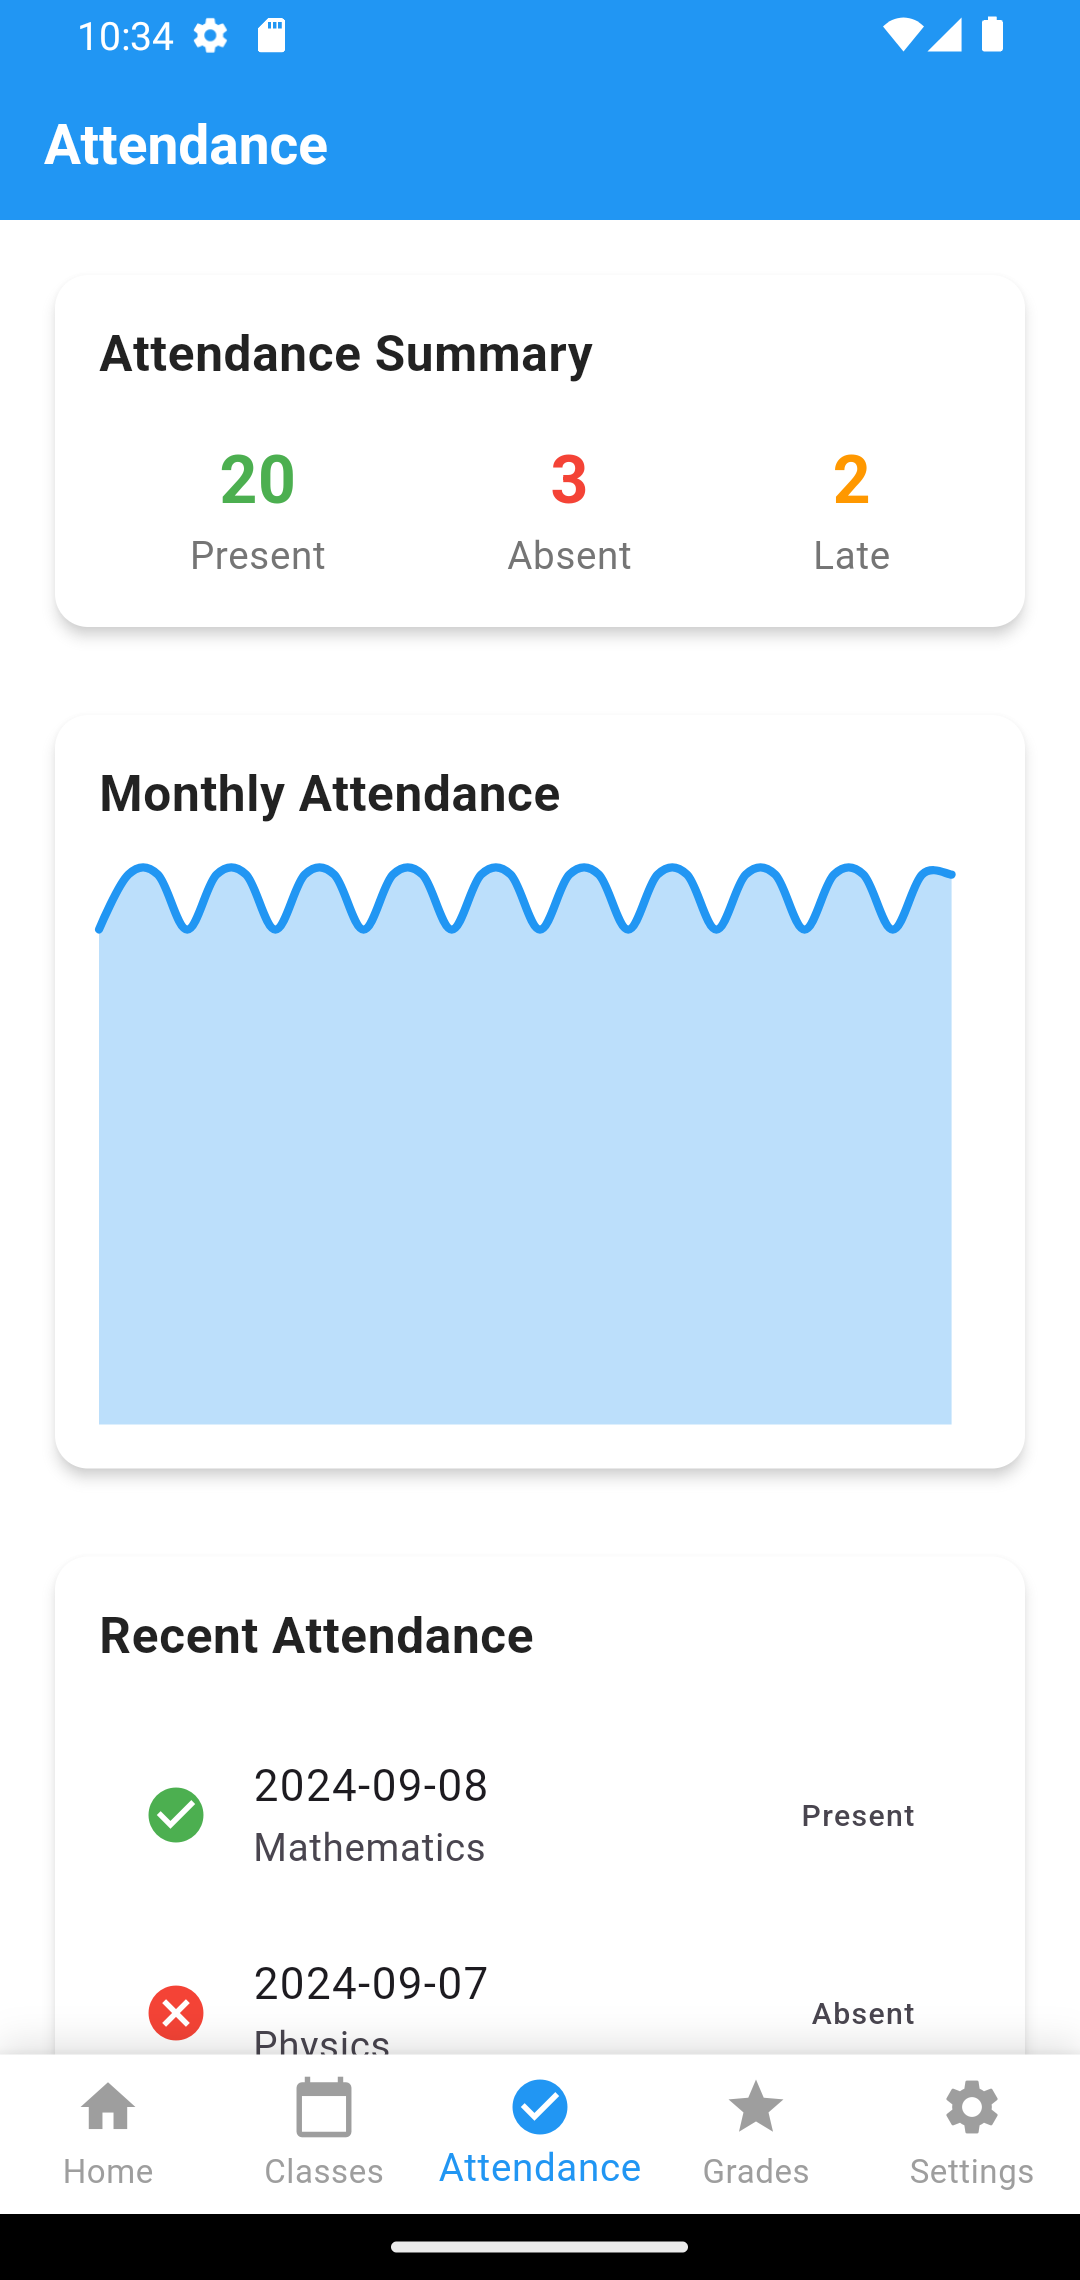 10:34
Attendance
Attendance Summary
20 3 2
Present Absent Late
Monthly Attendance
Recent Attendance
2024-09-08
Mathematics
Present
2024-09-07
Physics
Absent
Home Classes Attendance Grades Settings